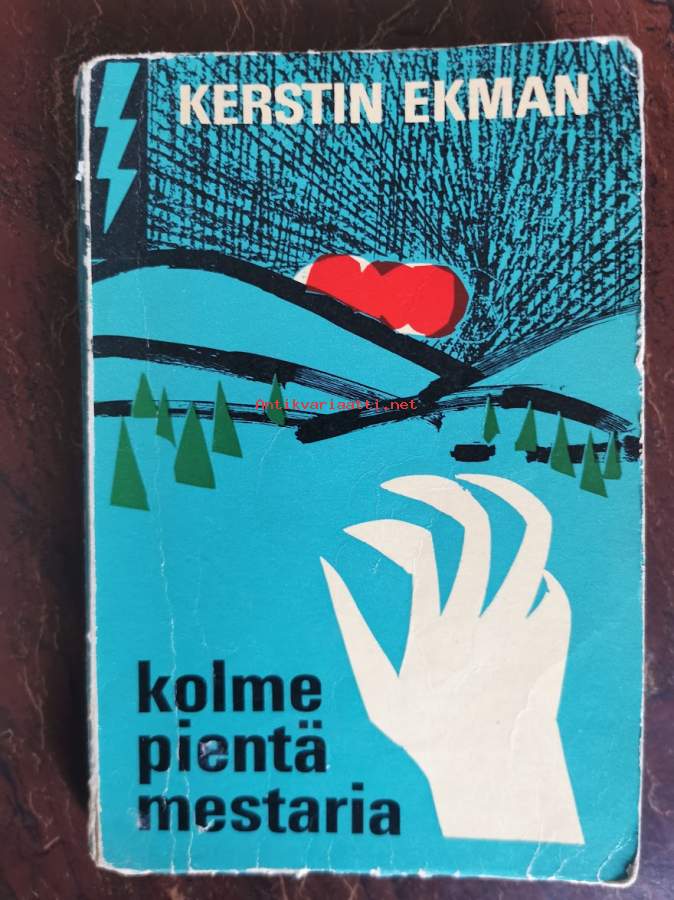 KERSTIN EKMAN
Antikvariaatti.net
kolme
pientä
mestaria